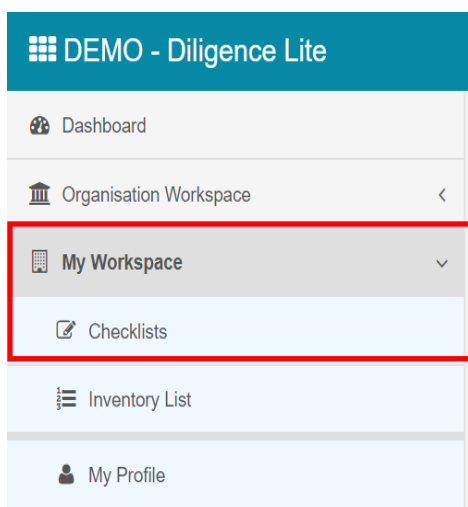 DEMO - Diligence Lite
Dashboard
Organisation Workspace
My Workspace
Checklists
Inventory List
My Profile